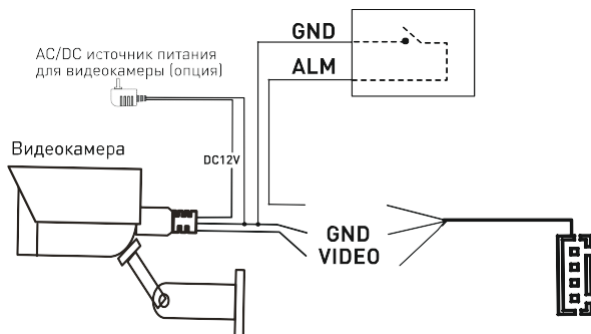 GND
AC/DC источник питания
для видеокамеры (опция)
ALM
Видеокамера
DC12V
GND
VIDEO